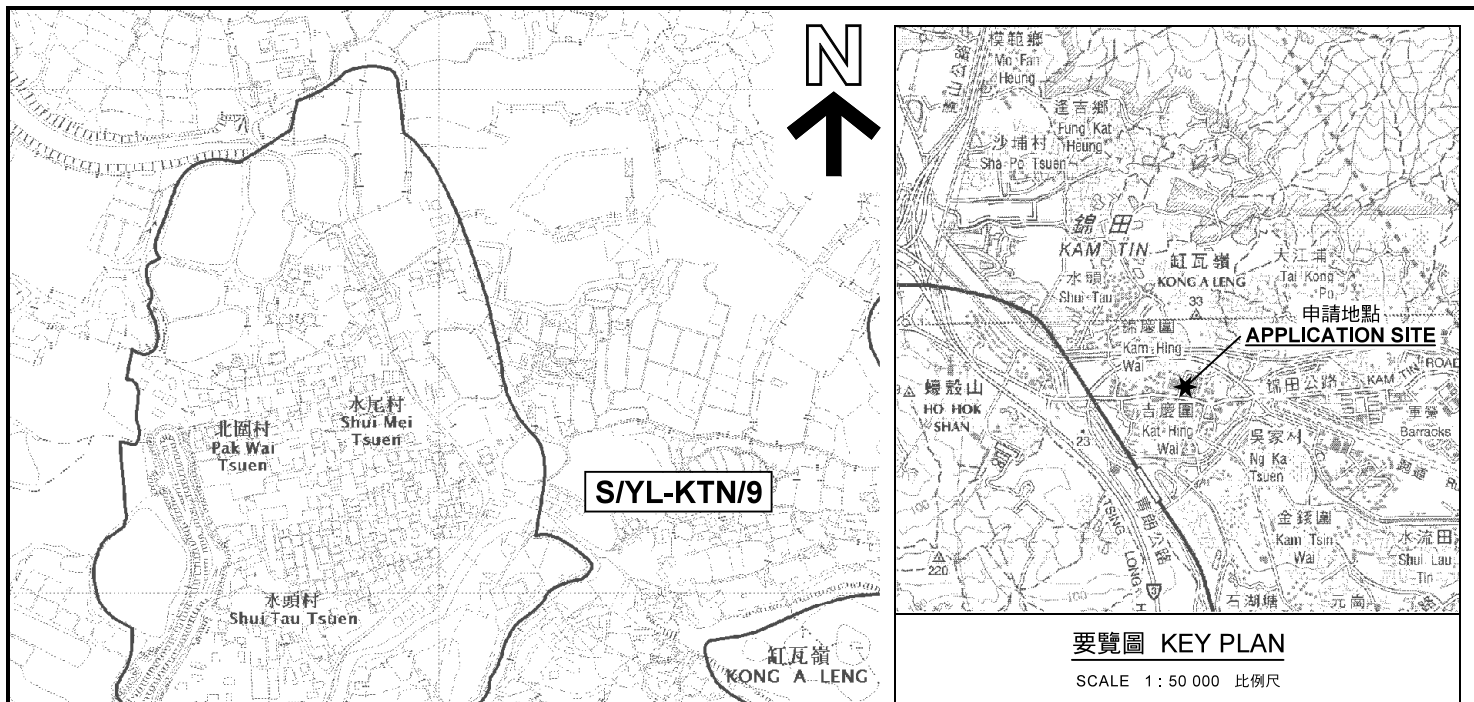 北圍村
Pak Wai
Tsuen
水尾村
Shui Mei
Tsuen
水頭村
Shui Tau Tsuen
S/YL-KTN/9
缸瓦嶺
KONG A LENG
N
模範鄉
Mo Fan
Heung
逢吉鄉
Fung Kat
Heung
沙埔村
Sha Po Tsuen
錦田
KAM TIN
水頭
Shui Tau
缸瓦嶺
KONG A LENG
33
大江埔
Tai Kong
Po
申請地點
APPLICATION SITE
錦慶圍
Kam Hing
Wai
錦田公路 KAM TIN ROAD
蠔殼山
HO HOK
SHAN
23
吉慶圍
Kat Hing
Wai
吳家村
Ng Ka
Tsuen
軍營
Barracks
青朗公路
TSING LONG
220
金錢圍
Kam Tsin
Wai
水流田
Shui Lau
Tin
石湖塘
元崗
要覽圖 KEY PLAN
SCALE 1 : 50 000 比例尺